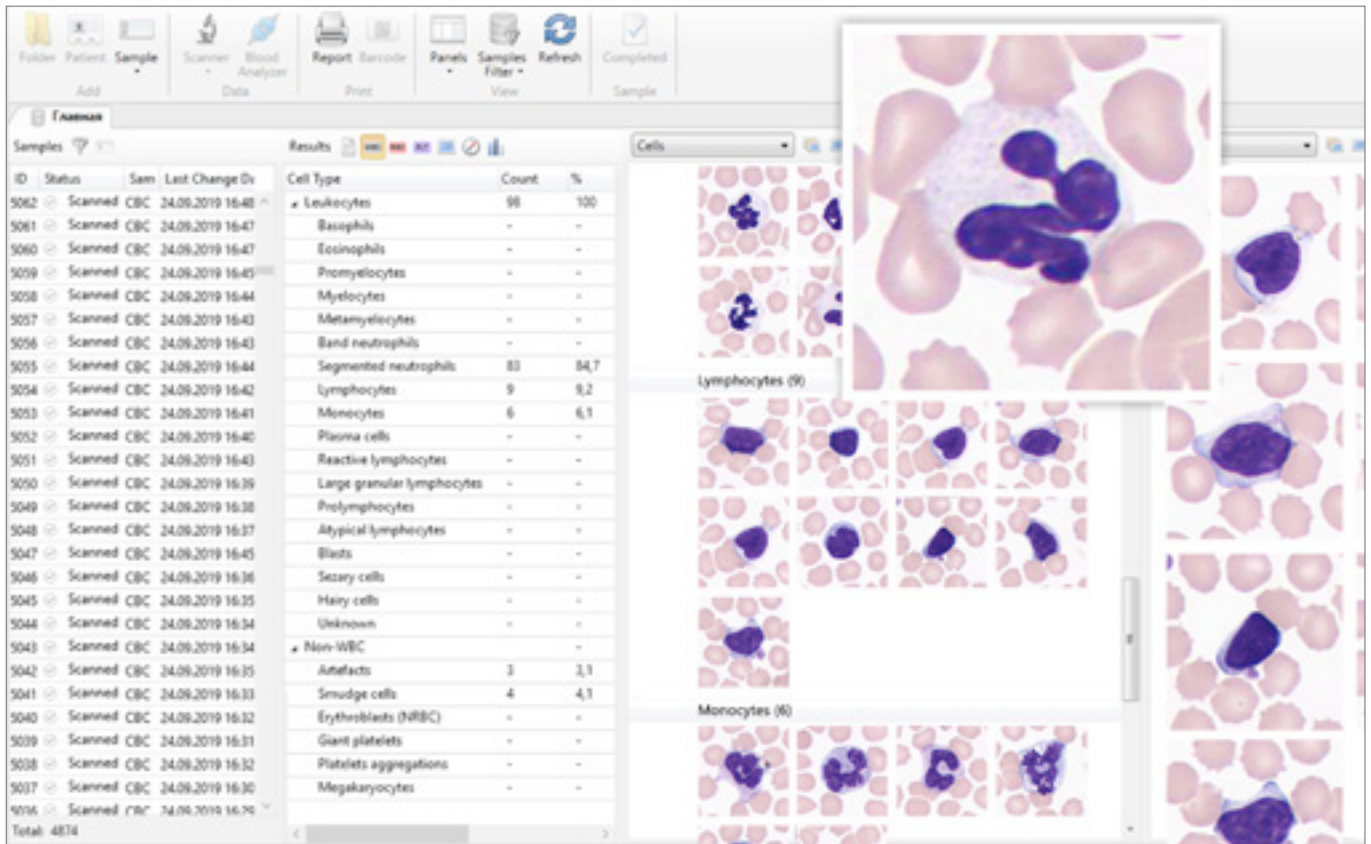 Folder Patient Sample Scanner Blood Analyzer Report Barcode Panels Samples Filter Refresh Completed
Add Data Print View Sample
Главная
Samples
Results
Cells
ID Status Sam Last Change Da
Cell Type Count %
5062 Scanned CBC 24.09.2019 16:48
5061 Scanned CBC 24.09.2019 16:47
5060 Scanned CBC 24.09.2019 16:47
5059 Scanned CBC 24.09.2019 16:45
5058 Scanned CBC 24.09.2019 16:44
5057 Scanned CBC 24.09.2019 16:43
5056 Scanned CBC 24.09.2019 16:43
5055 Scanned CBC 24.09.2019 16:44
5054 Scanned CBC 24.09.2019 16:42
5053 Scanned CBC 24.09.2019 16:41
5052 Scanned CBC 24.09.2019 16:40
5051 Scanned CBC 24.09.2019 16:43
5050 Scanned CBC 24.09.2019 16:39
5049 Scanned CBC 24.09.2019 16:38
5048 Scanned CBC 24.09.2019 16:37
5047 Scanned CBC 24.09.2019 16:45
5046 Scanned CBC 24.09.2019 16:36
5045 Scanned CBC 24.09.2019 16:35
5044 Scanned CBC 24.09.2019 16:34
5043 Scanned CBC 24.09.2019 16:34
5042 Scanned CBC 24.09.2019 16:35
5041 Scanned CBC 24.09.2019 16:33
5040 Scanned CBC 24.09.2019 16:32
5039 Scanned CBC 24.09.2019 16:31
5038 Scanned CBC 24.09.2019 16:32
5037 Scanned CBC 24.09.2019 16:30
5036 Scanned CBC 24.09.2019 16:29
Total: 4874
Leukocytes 98 100
Basophils - -
Eosinophils - -
Promyelocytes - -
Myelocytes - -
Metamyelocytes - -
Band neutrophils - -
Segmented neutrophils 83 84,7
Lymphocytes 9 9,2
Monocytes 6 6,1
Plasma cells - -
Reactive lymphocytes - -
Large granular lymphocytes - -
Prolymphocytes - -
Atypical lymphocytes - -
Blasts - -
Sezary cells - -
Hairy cells - -
Unknown - -
Non-WBC -
Artefacts 3 3,1
Smudge cells 4 4,1
Erythroblasts (NRBC) - -
Giant platelets - -
Platelets aggregations - -
Megakaryocytes - -
Lymphocytes (9)
Monocytes (6)